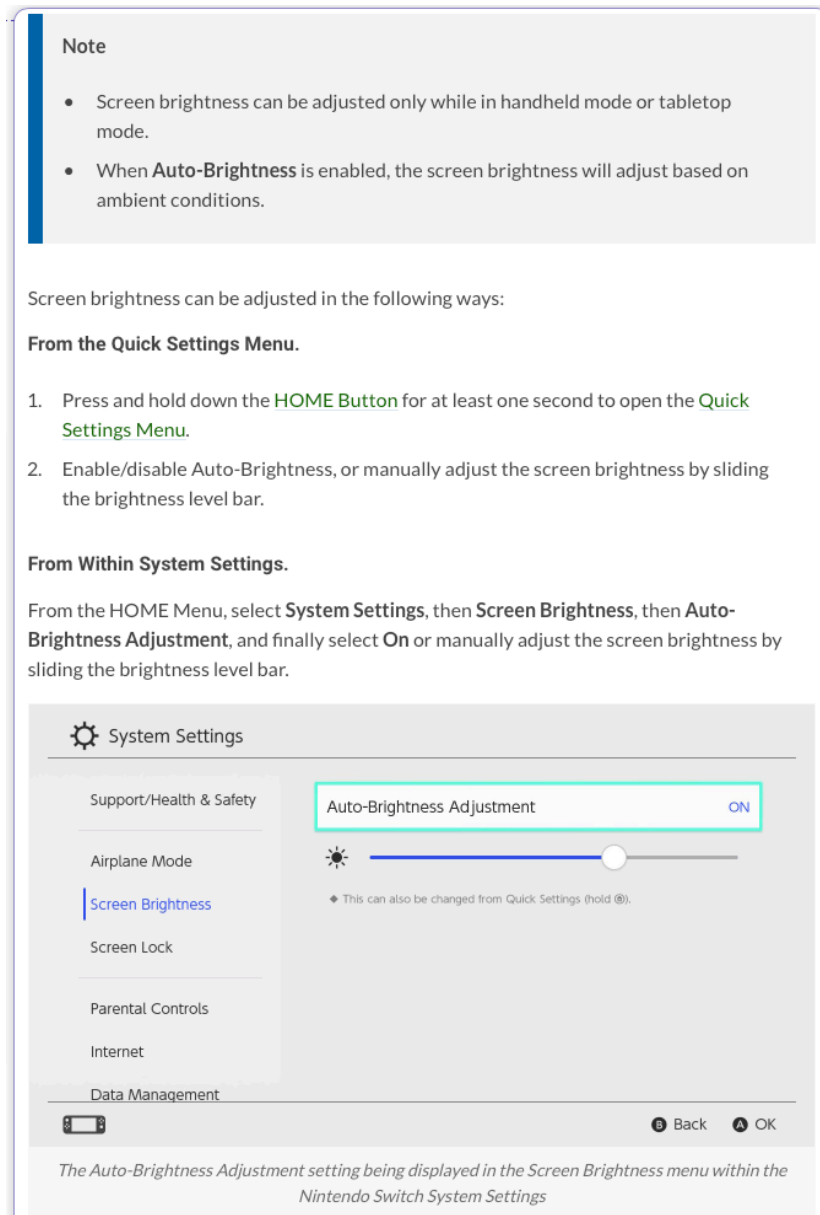 Note
Screen brightness can be adjusted only while in handheld mode or tabletop
mode.
When Auto-Brightness is enabled, the screen brightness will adjust based on
ambient conditions.
Screen brightness can be adjusted in the following ways:
From the Quick Settings Menu.
1. Press and hold down the HOME Button for at least one second to open the Quick
Settings Menu.
2. Enable/disable Auto-Brightness, or manually adjust the screen brightness by sliding
the brightness level bar.
From Within System Settings.
From the HOME Menu, select System Settings, then Screen Brightness, then Auto-
Brightness Adjustment, and finally select On or manually adjust the screen brightness by
sliding the brightness level bar.
System Settings
Support/Health & Safety
Airplane Mode
Screen Brightness
Screen Lock
Parental Controls
Internet
Data Management
Auto-Brightness Adjustment ON
This can also be changed from Quick Settings (hold).
B Back A OK
The Auto-Brightness Adjustment setting being displayed in the Screen Brightness menu within the
Nintendo Switch System Settings